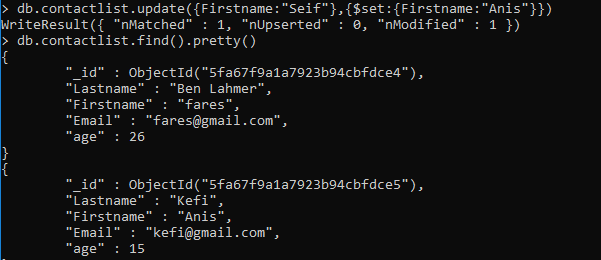 > db.contactlist.update({Firstname:"Seif"},{$set:{Firstname:"Anis"}})
WriteResult({ "nMatched" : 1, "nUpserted" : 0, "nModified" : 1 })
> db.contactlist.find().pretty()
{
        "_id" : ObjectId("5fa67f9a1a7923b94cbfdce4"),
        "Lastname" : "Ben Lahmer",
        "Firstname" : "fares",
        "Email" : "fares@gmail.com",
        "age" : 26
}
{
        "_id" : ObjectId("5fa67f9a1a7923b94cbfdce5"),
        "Lastname" : "Kefi",
        "Firstname" : "Anis",
        "Email" : "kefi@gmail.com",
        "age" : 15